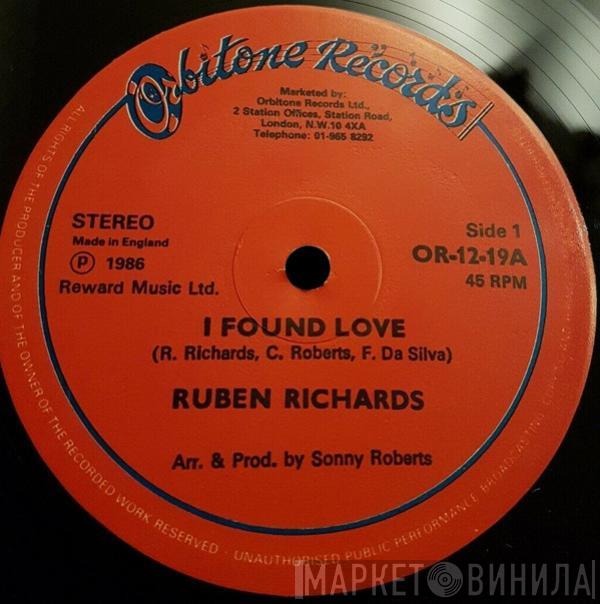 Orbitone Records
Marketed by:
Orbitone Records Ltd.,
2 Station Offices, Station Road,
London, N.W.10 4XA
Telephone: 01-965 8292
STEREO
Made in England
Ⓟ 1986
Reward Music Ltd.
Side 1
OR-12-19A
45 RPM
I FOUND LOVE
(R. Richards, C. Roberts, F. Da Silva)
RUBEN RICHARDS
Arr. & Prod. by Sonny Roberts
ALL RIGHTS OF THE PRODUCER AND OF THE OWNER OF THE RECORDED WORK RESERVED - UNAUTHORISED PUBLIC PERFORMANCE BROADCASTING
МАРКЕТ ВИНИЛА